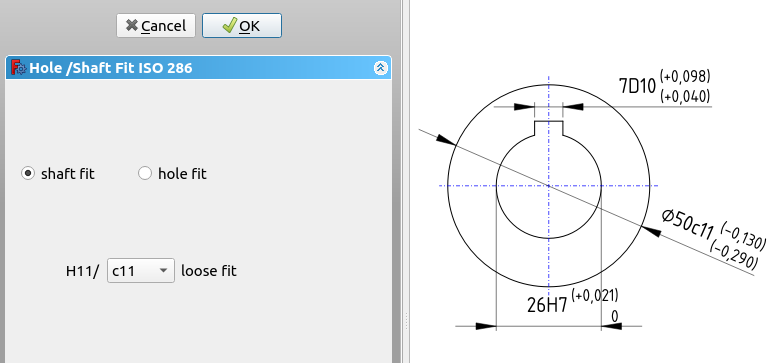 Cancel OK
Hole /Shaft Fit ISO 286
shaft fit hole fit
H11/ c11 loose fit
7D10 (+0,098)
(+0,040)
Ø50c11 (−0,130)
(−0,290)
26H7 (+0,021)
0